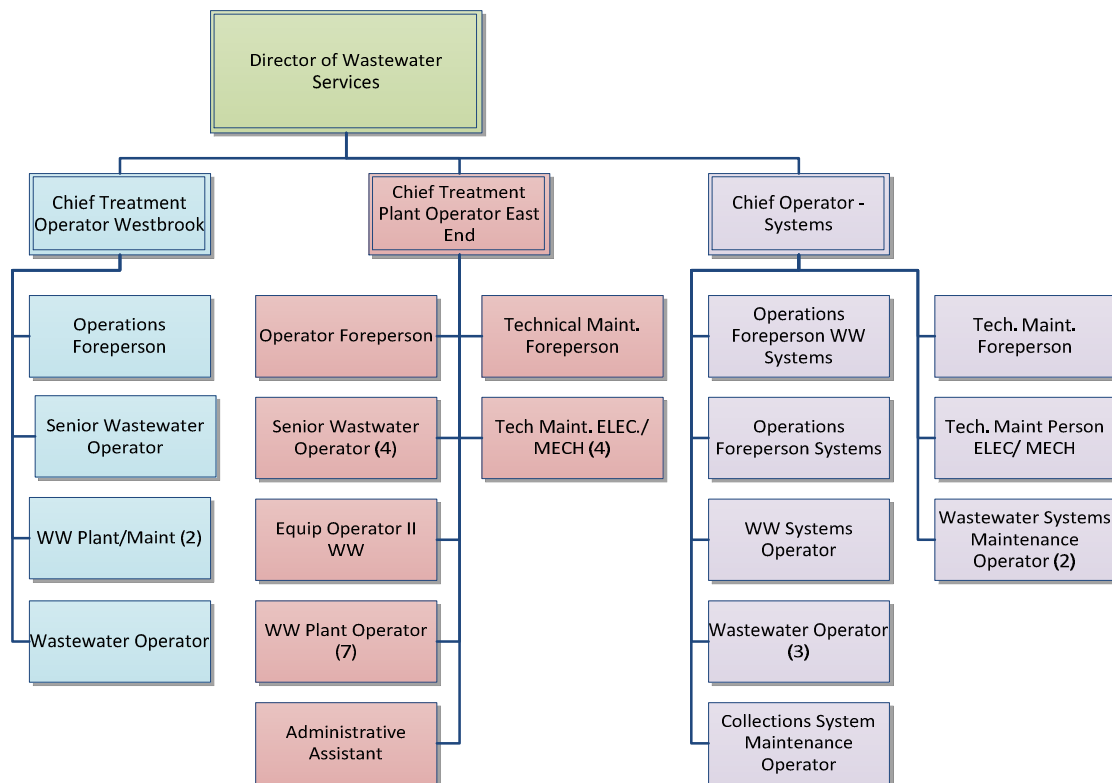 Director of Wastewater
Services
Chief Treatment
Operator Westbrook
Chief Treatment
Plant Operator East
End
Chief Operator -
Systems
Operations
Foreperson
Senior Wastewater
Operator
WW Plant/Maint (2)
Wastewater Operator
Operator Foreperson
Senior Wastwater
Operator (4)
Equip Operator II
WW
WW Plant Operator
(7)
Administrative
Assistant
Technical Maint.
Foreperson
Tech Maint. ELEC./
MECH (4)
Operations
Foreperson WW
Systems
Operations
Foreperson Systems
WW Systems
Operator
Wastewater Operator
(3)
Collections System
Maintenance
Operator
Tech. Maint.
Foreperson
Tech. Maint Person
ELEC/ MECH
Wastewater Systems
Maintenance
Operator (2)